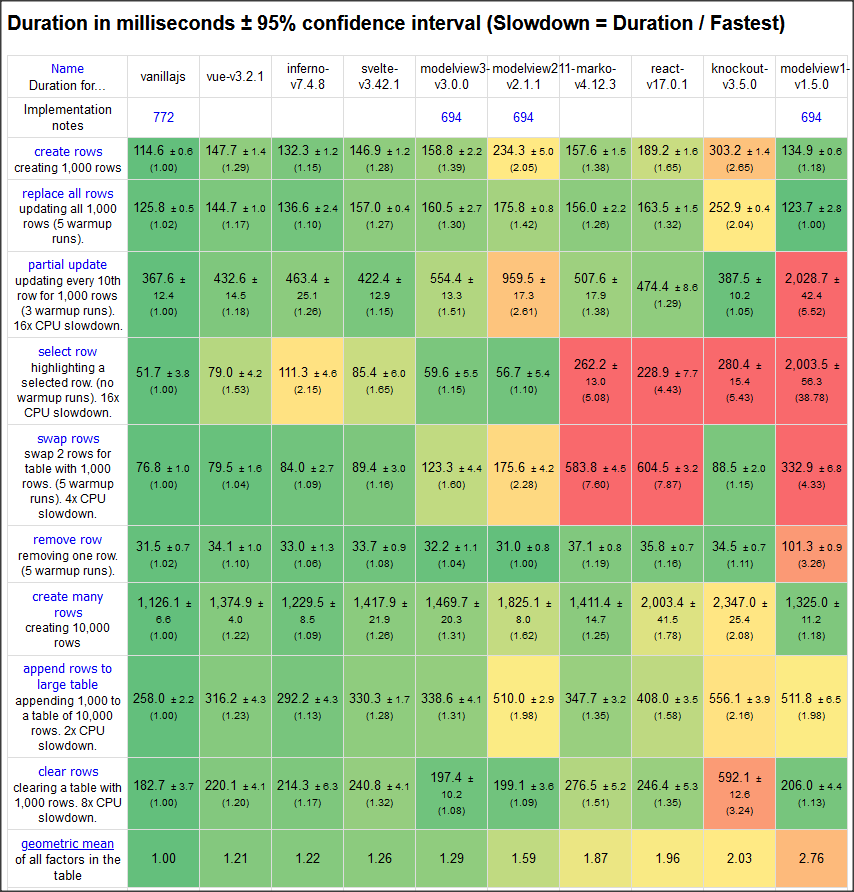 Duration in milliseconds ± 95% confidence interval (Slowdown = Duration / Fastest)
Name
Duration for...
vanillajs
vue-v3.2.1
inferno-
v7.4.8
svelte-
v3.42.1
modelview3-
v3.0.0
modelview211-
v2.1.1
marko-
v4.12.3
react-
v17.0.1
knockout-
v3.5.0
modelview1-
v1.5.0
Implementation
notes
772 694 694 694
create rows
creating 1,000 rows
114.6 ± 0.6 147.7 ± 1.4 132.3 ± 1.2 146.9 ± 1.2 158.8 ± 2.2 234.3 ± 5.0 157.6 ± 1.5 189.2 ± 1.6 303.2 ± 1.4 134.9 ± 0.6
(1.00) (1.29) (1.15) (1.28) (1.39) (2.05) (1.38) (1.65) (2.65) (1.18)
replace all rows
updating all 1,000
rows (5 warmup
runs).
125.8 ± 0.5 144.7 ± 1.0 136.6 ± 2.4 157.0 ± 0.4 160.5 ± 2.7 175.8 ± 0.8 156.0 ± 2.2 163.5 ± 1.5 252.9 ± 0.4 123.7 ± 2.8
(1.02) (1.17) (1.10) (1.27) (1.30) (1.42) (1.26) (1.32) (2.04) (1.00)
partial update
updating every 10th
row for 1,000 rows
(3 warmup runs).
16x CPU slowdown.
367.6 ± 432.6 ± 463.4 ± 422.4 ± 554.4 ± 959.5 ± 507.6 ± 474.4 ± 8.6 387.5 ± 2,028.7 ±
12.4 14.5 25.1 12.9 13.3 17.3 17.9 10.2 42.4
(1.00) (1.18) (1.26) (1.15) (1.51) (2.61) (1.38) (1.29) (1.05) (5.52)
select row
highlighting a
selected row. (no
warmup runs). 16x
CPU slowdown.
51.7 ± 3.8 79.0 ± 4.2 111.3 ± 4.6 85.4 ± 6.0 59.6 ± 5.5 56.7 ± 5.4 262.2 ± 228.9 ± 7.7 280.4 ± 2,003.5 ±
13.0 15.4 56.3
(1.00) (1.53) (2.15) (1.65) (1.15) (1.10) (5.08) (4.43) (5.43) (38.78)
swap rows
swap 2 rows for
table with 1,000
rows. (5 warmup
runs). 4x CPU
slowdown.
76.8 ± 1.0 79.5 ± 1.6 84.0 ± 2.7 89.4 ± 3.0 123.3 ± 4.4 175.6 ± 4.2 583.8 ± 4.5 604.5 ± 3.2 88.5 ± 2.0 332.9 ± 6.8
(1.00) (1.04) (1.09) (1.16) (1.60) (2.28) (7.60) (7.87) (1.15) (4.33)
remove row
removing one row.
(5 warmup runs).
31.5 ± 0.7 34.1 ± 1.0 33.0 ± 1.3 33.7 ± 0.9 32.2 ± 1.1 31.0 ± 0.8 37.1 ± 0.8 35.8 ± 0.7 34.5 ± 0.7 101.3 ± 0.9
(1.02) (1.10) (1.06) (1.08) (1.04) (1.00) (1.19) (1.16) (1.11) (3.26)
create many
rows
creating 10,000
rows
1,126.1 ± 1,374.9 ± 1,229.5 ± 1,417.9 ± 1,469.7 ± 1,825.1 ± 1,411.4 ± 2,003.4 ± 2,347.0 ± 1,325.0 ±
6.6 4.0 8.5 21.9 20.3 8.0 14.7 41.5 25.4 11.2
(1.00) (1.22) (1.09) (1.26) (1.31) (1.62) (1.25) (1.78) (2.08) (1.18)
append rows to
large table
appending 1,000 to
a table of 10,000
rows. 2x CPU
slowdown.
258.0 ± 2.2 316.2 ± 4.3 292.2 ± 4.3 330.3 ± 1.7 338.6 ± 4.1 510.0 ± 2.9 347.7 ± 3.2 408.0 ± 3.5 556.1 ± 3.9 511.8 ± 6.5
(1.00) (1.23) (1.13) (1.28) (1.31) (1.98) (1.35) (1.58) (2.16) (1.98)
clear rows
clearing a table with
1,000 rows. 8x CPU
slowdown.
182.7 ± 3.7 220.1 ± 4.1 214.3 ± 6.3 240.8 ± 4.1 197.4 ± 199.1 ± 3.6 276.5 ± 5.2 246.4 ± 5.3 592.1 ± 206.0 ± 4.4
10.2 12.6
(1.00) (1.20) (1.17) (1.32) (1.08) (1.09) (1.51) (1.35) (3.24) (1.13)
geometric mean
of all factors in the
table
1.00 1.21 1.22 1.26 1.29 1.59 1.87 1.96 2.03 2.76